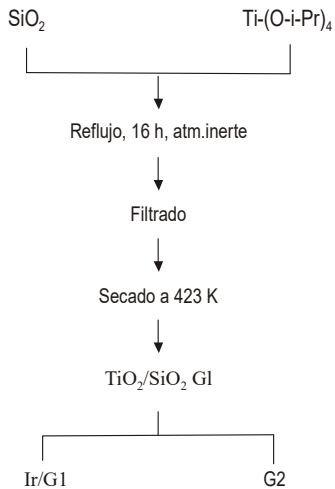 SiO₂ Ti-(O-i-Pr)₄
Reflujo, 16 h, atm.inerte
Filtrado
Secado a 423 K
TiO₂/SiO₂ Gl
Ir/G1 G2